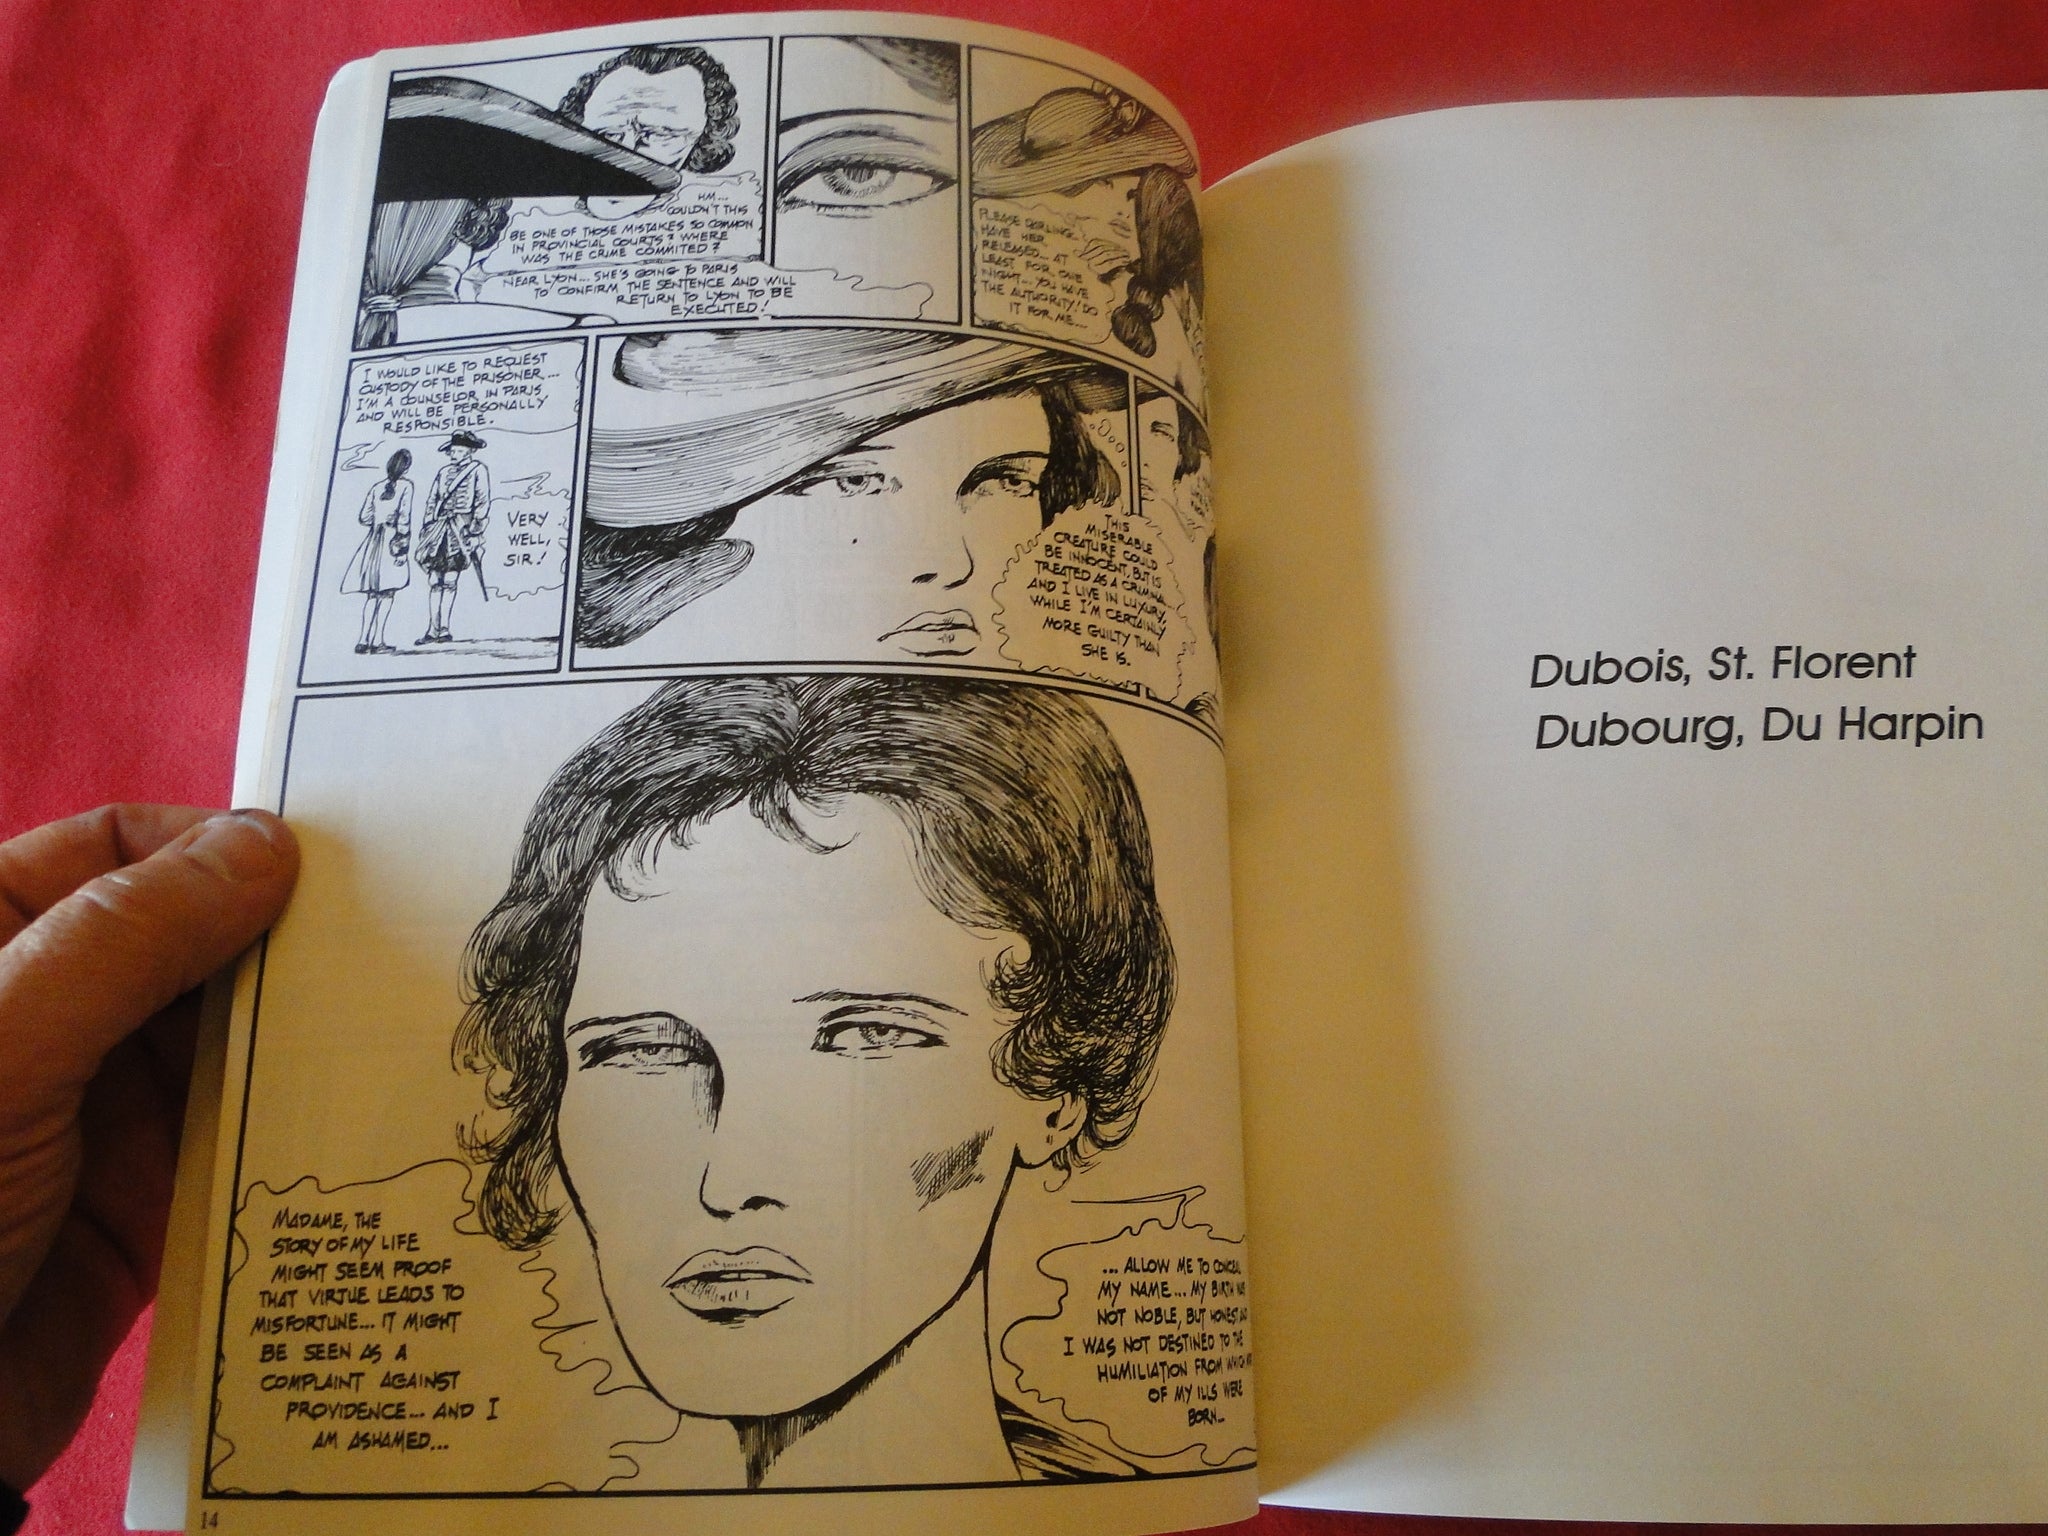 HM...
COULDN'T THIS
BE ONE OF THOSE MISTAKES SO COMMON
IN PROVINCIAL COURTS? WHERE
WAS THE CRIME COMMITED?
NEAR LYON... SHE'S GOING TO PARIS
TO CONFIRM THE SENTENCE AND WILL
RETURN TO LYON TO BE
EXECUTED!
PLEASE DARLING
HAVE HER
RELEASED... AT
LEAST FOR ONE
NIGHT... YOU HAVE
THE AUTHORITY! DO
IT FOR ME...
I WOULD LIKE TO REQUEST
CUSTODY OF THE PRISONER...
I'M A COUNSELOR IN PARIS
AND WILL BE PERSONALLY
RESPONSIBLE.
VERY
WELL,
SIR!
THIS
MISERABLE
CREATURE COULD
BE INNOCENT, BUT IS
TREATED AS A CRIMINAL...
AND I LIVE IN LUXURY,
WHILE I'M CERTAINLY
MORE GUILTY THAN
SHE IS.
MADAME, THE
STORY OF MY LIFE
MIGHT SEEM PROOF
THAT VIRTUE LEADS TO
MISFORTUNE... IT MIGHT
BE SEEN AS A
COMPLAINT AGAINST
PROVIDENCE... AND I
AM ASHAMED...
... ALLOW ME TO CONCEAL
MY NAME... MY BIRTH WAS
NOT NOBLE, BUT HONEST AND
I WAS NOT DESTINED TO THE
HUMILIATION FROM WHICH
OF MY ILLS WERE
BORN...
14
Dubois, St. Florent
Dubourg, Du Harpin